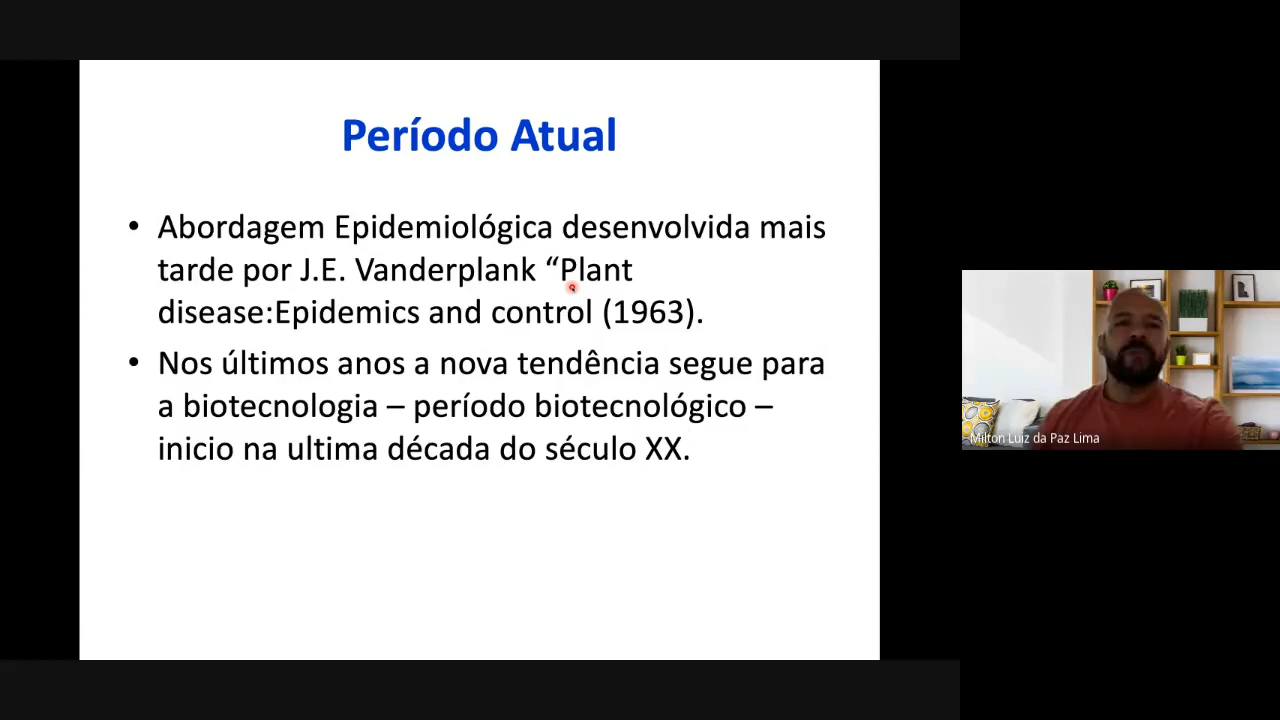 Período Atual
• Abordagem Epidemiológica desenvolvida mais
tarde por J.E. Vanderplank “Plant
disease:Epidemics and control (1963).
• Nos últimos anos a nova tendência segue para
a biotecnologia – período biotecnológico –
inicio na ultima década do século XX.
Milton Luiz da Paz Lima